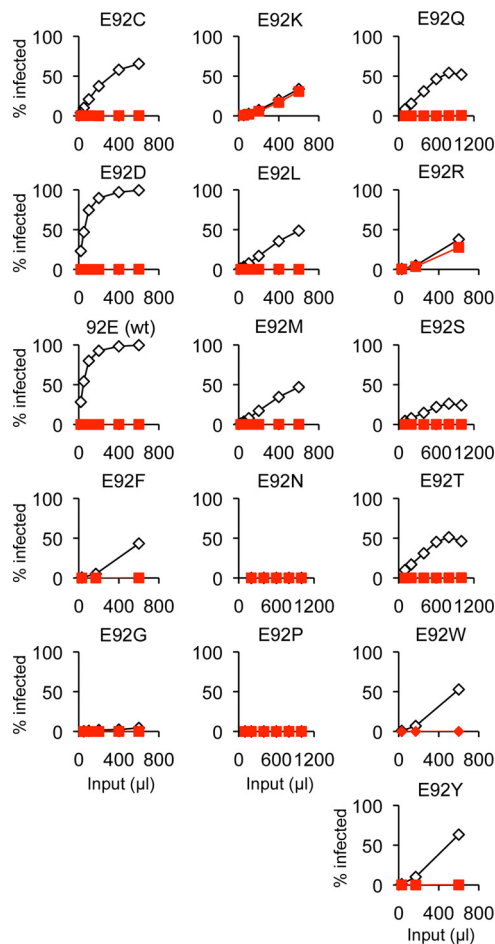 E92C
E92K
E92Q
% infected
100
50
0
0 400 800
100
50
0
0 400 800
100
50
0
0 600 1200
E92D
E92L
E92R
% infected
100
50
0
0 400 800
100
50
0
0 400 800
100
50
0
0 400 800
92E (wt)
E92M
E92S
% infected
100
50
0
0 400 800
100
50
0
0 400 800
100
50
0
0 600 1200
E92F
E92N
E92T
% infected
100
50
0
0 400 800
100
50
0
0 600 1200
100
50
0
0 600 1200
E92G
E92P
E92W
% infected
100
50
0
0 400 800
Input (µl)
100
50
0
0 600 1200
Input (µl)
100
50
0
0 400 800
E92Y
% infected
100
50
0
0 400 800
Input (µl)